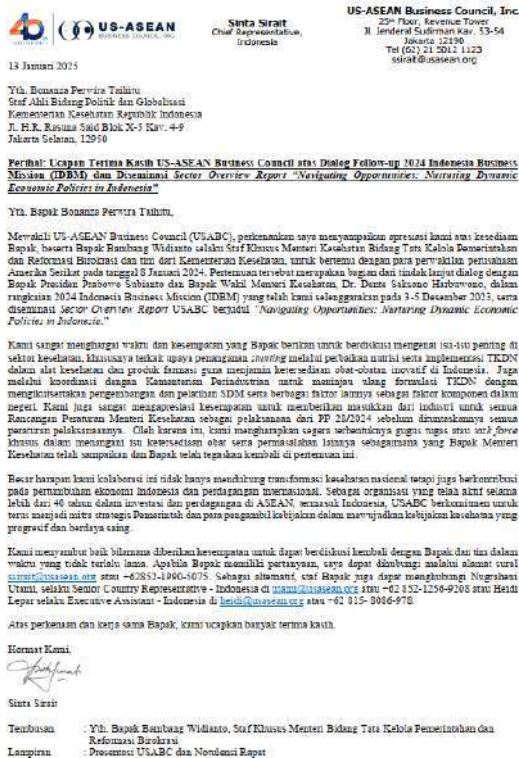 40
US-ASEAN
BUSINESS COUNCIL, INC.
Sinta Sirait
Chief Representative,
Indonesia
US-ASEAN Business Council, Inc.
25th Floor, Revenue Tower
Jl. Jenderal Sudirman Kav. 53-54
Jakarta 12190
Tel (62) 21 5012 1123
ssirait@usasean.org
13 Januari 2025
Yth. Bonanza Perwira Taihitu
Staf Ahli Bidang Politik dan Globalisasi
Kementerian Kesehatan Republik Indonesia
Jl. H.R. Rasuna Said Blok X-5 Kav. 4-9
Jakarta Selatan, 12950
Perihal: Ucapan Terima Kasih US-ASEAN Business Council atas Dialog Follow-up 2024 Indonesia Business
Mission (IDBM) dan Diseminasi Sector Overview Report "Navigating Opportunities: Nurturing Dynamic
Economic Policies in Indonesia"
Yth. Bapak Bonanza Perwira Taihitu,
Mewakili US-ASEAN Business Council (USABC), perkenankan saya menyampaikan apresiasi kami atas kesediaan
Bapak, beserta Bapak Bambang Widianto selaku Staf Khusus Menteri Kesehatan Bidang Tata Kelola Pemerintahan
dan Reformasi Birokrasi dan tim dari Kementerian Kesehatan, untuk bertemu dengan para perwakilan perusahaan
Amerika Serikat pada tanggal 8 Januari 2024. Pertemuan tersebut merupakan bagian dari tindak lanjut dialog dengan
Bapak Presiden Prabowo Subianto dan Bapak Wakil Menteri Kesehatan, Dr. Dante Saksono Harbuwono, dalam
rangkaian 2024 Indonesia Business Mission (IDBM) yang telah kami selenggarakan pada 3-5 Desember 2023, serta
diseminasi Sector Overview Report USABC berjudul "Navigating Opportunities: Nurturing Dynamic Economic
Policies in Indonesia."
Kami sangat menghargai waktu dan kesempatan yang Bapak berikan untuk berdiskusi mengenai isu-isu penting di
sektor kesehatan, khususnya terkait upaya penanganan stunting melalui perbaikan nutrisi serta implementasi TKDN
dalam alat kesehatan dan produk farmasi guna menjamin ketersediaan obat-obatan inovatif di Indonesia. Juga
melalui koordinasi dengan Kementerian Perindustrian untuk meninjau ulang formulasi TKDN dengan
mengikutsertakan pengembangan dan pelatihan SDM serta berbagai faktor lainnya sebagai faktor komponen dalam
negeri. Kami juga sangat mengapresiasi kesempatan untuk memberikan masukan dari industri untuk semua
Rancangan Peraturan Menteri Kesehatan sebagai pelaksanaan dari PP 28/2024 sebelum dituntaskannya semua
peraturan pelaksanaannya. Oleh karena itu, kami mengharapkan segera terbentuknya gugus tugas atau task force
khusus dalam menangani isu ketersediaan obat serta permasalahan lainnya sebagaimana yang Bapak Menteri
Kesehatan telah sampaikan dan Bapak telah tegaskan kembali di pertemuan ini.
Besar harapan kami kolaborasi ini tidak hanya mendukung transformasi kesehatan nasional tetapi juga berkontribusi
pada pertumbuhan ekonomi Indonesia dan perdagangan internasional. Sebagai organisasi yang telah aktif selama
lebih dari 40 tahun dalam investasi dan perdagangan di ASEAN, termasuk Indonesia, USABC berkomitmen untuk
terus menjadi mitra strategis Pemerintah dan para pengambil kebijakan dalam mewujudkan kebijakan kesehatan yang
progresif dan berdaya saing.
Kami menyambut baik bilamana diberikan kesempatan untuk dapat berdiskusi kembali dengan Bapak dan tim dalam
waktu yang tidak terlalu lama. Apabila Bapak memiliki pertanyaan, saya dapat dihubungi melalui alamat surel
ssirait@usasean.org atau +62852-1990-5075. Sebagai alternatif, staf Bapak juga dapat menghubungi Nugraheni
Utami, selaku Senior Country Representative - Indonesia di utami@usasean.org atau +62 852-1256-9208 atau Heidi
Lepar selaku Executive Assistant - Indonesia di heidi@usasean.org atau +62 815- 8086-978.
Atas perkenaan dan kerja sama Bapak, kami ucapkan banyak terima kasih.
Hormat Kami,
Sinta Sirait
Tembusan : Yth. Bapak Bambang Widianto, Staf Khusus Menteri Bidang Tata Kelola Pemerintahan dan
Reformasi Birokrasi
Lampiran : Presentasi USABC dan Notulensi Rapat